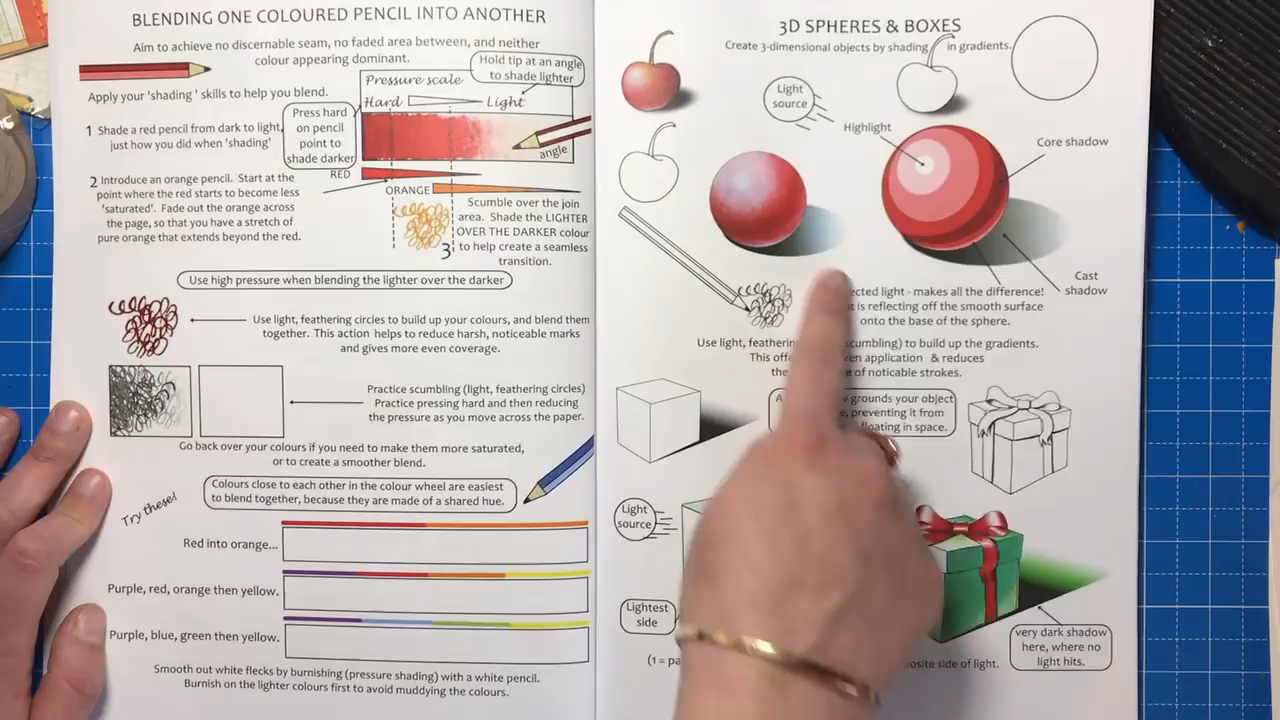 BLENDING ONE COLOURED PENCIL INTO ANOTHER
Aim to achieve no discernable seam, no faded area between, and neither
colour appearing dominant.
Apply your 'shading' skills to help you blend.
Hold tip at an angle
to shade lighter
Pressure scale
Hard
Light
Press hard
on pencil
point to
shade darker
angle
1 Shade a red pencil from dark to light,
just how you did when 'shading'
RED
2 Introduce an orange pencil. Start at the
point where the red starts to become less
'saturated'. Fade out the orange across
the page, so that you have a stretch of
pure orange that extends beyond the red.
ORANGE
3
Scumble over the join
area. Shade the LIGHTER
OVER THE DARKER colour
to help create a seamless
transition.
Use high pressure when blending the lighter over the darker
Use light, feathering circles to build up your colours, and blend them
together. This action helps to reduce harsh, noticeable marks
and gives more even coverage.
Practice scumbling (light, feathering circles)
Practice pressing hard and then reducing
the pressure as you move across the paper.
Go back over your colours if you need to make them more saturated,
or to create a smoother blend.
Colours close to each other in the colour wheel are easiest
to blend together, because they are made of a shared hue.
Try these!
Red into orange...
Purple, red, orange then yellow.
Purple, blue, green then yellow.
Smooth out white flecks by burnishing (pressure shading) with a white pencil.
Burnish on the lighter colours first to avoid muddying the colours.
3D SPHERES & BOXES
Create 3-dimensional objects by shading in gradients.
Light
source
Highlight
Core shadow
Cast
shadow
light - makes all the difference!
is reflecting off the smooth surface
onto the base of the sphere.
Use light, scumbling) to build up the gradients.
This application & reduces
the of noticable strokes.
grounds your object
preventing it from
floating in space.
Light
source
Lightest
side
very dark shadow
here, where no
light hits.
(1 = side of light.